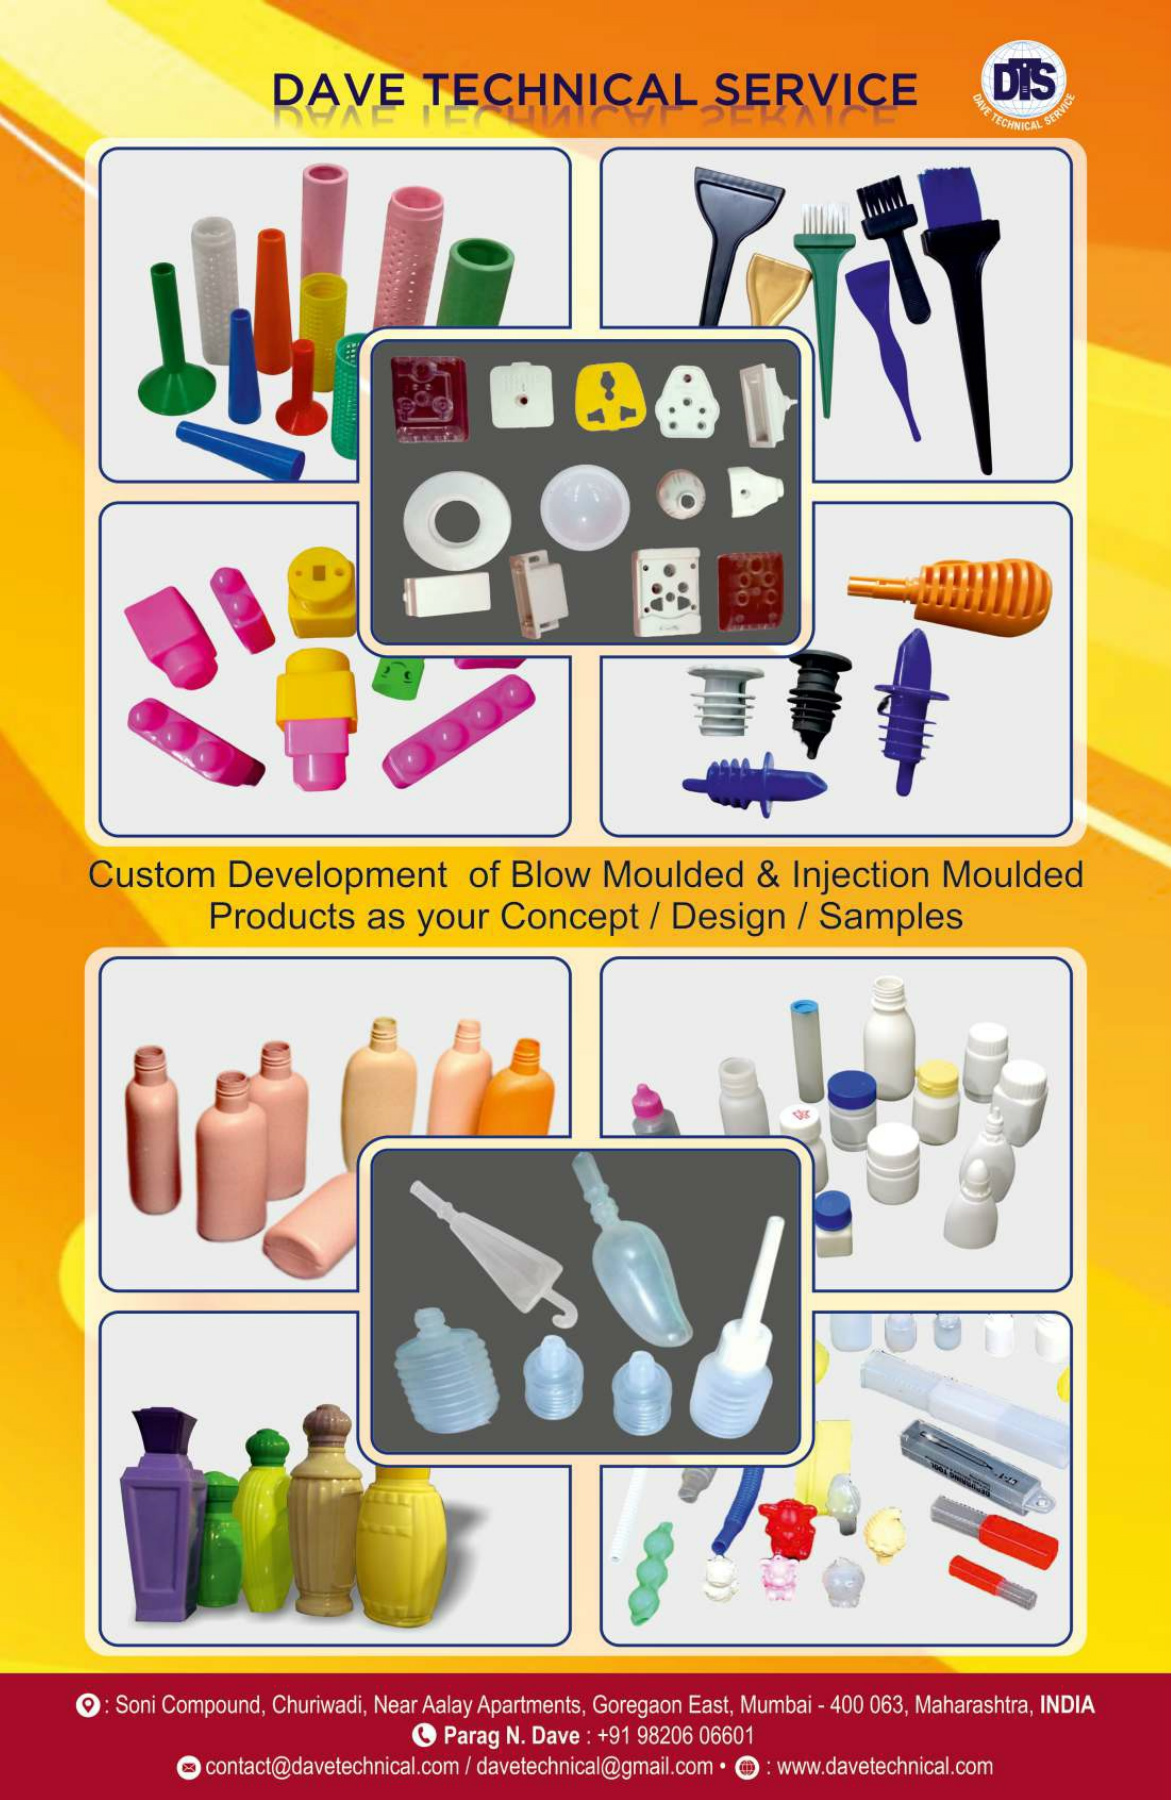 DAVE TECHNICAL SERVICE
DTS
DAVE TECHNICAL SERVICE
Custom Development of Blow Moulded & Injection Moulded
Products as your Concept / Design / Samples
: Soni Compound, Churiwadi, Near Aalay Apartments, Goregaon East, Mumbai - 400 063, Maharashtra, INDIA
Parag N. Dave : +91 98206 06601
contact@davetechnical.com / davetechnical@gmail.com • : www.davetechnical.com